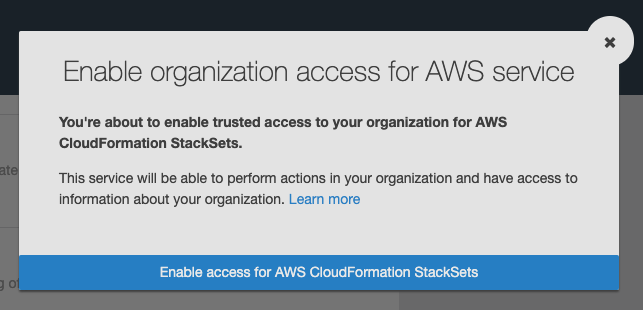 Enable organization access for AWS service
You're about to enable trusted access to your organization for AWS
CloudFormation StackSets.
This service will be able to perform actions in your organization and have access to
information about your organization. Learn more
ate
g of
Enable access for AWS CloudFormation StackSets